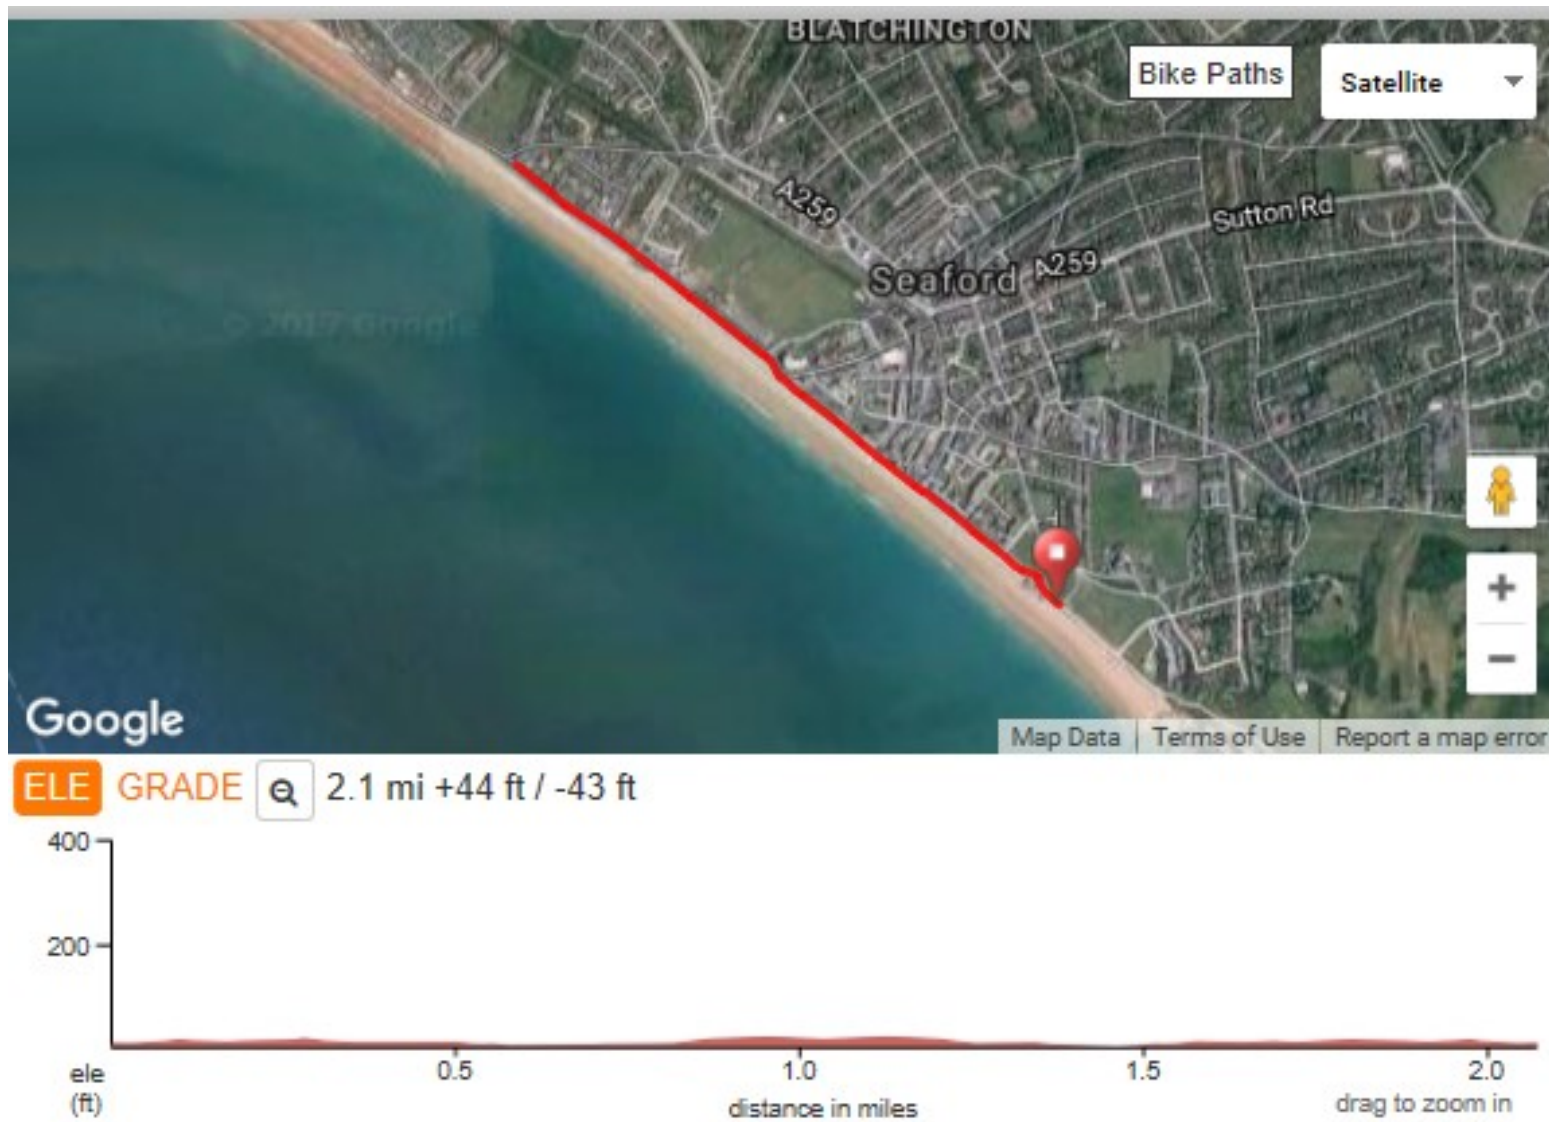 BLATCHINGTON
Bike Paths
Satellite
A259
Sutton Rd
Seaford
A259
© 2017 Google
Google
Map Data
Terms of Use
Report a map error
ELE GRADE 2.1 mi +44 ft / -43 ft
400
200
ele
(ft)
0.5
1.0
1.5
2.0
distance in miles
drag to zoom in